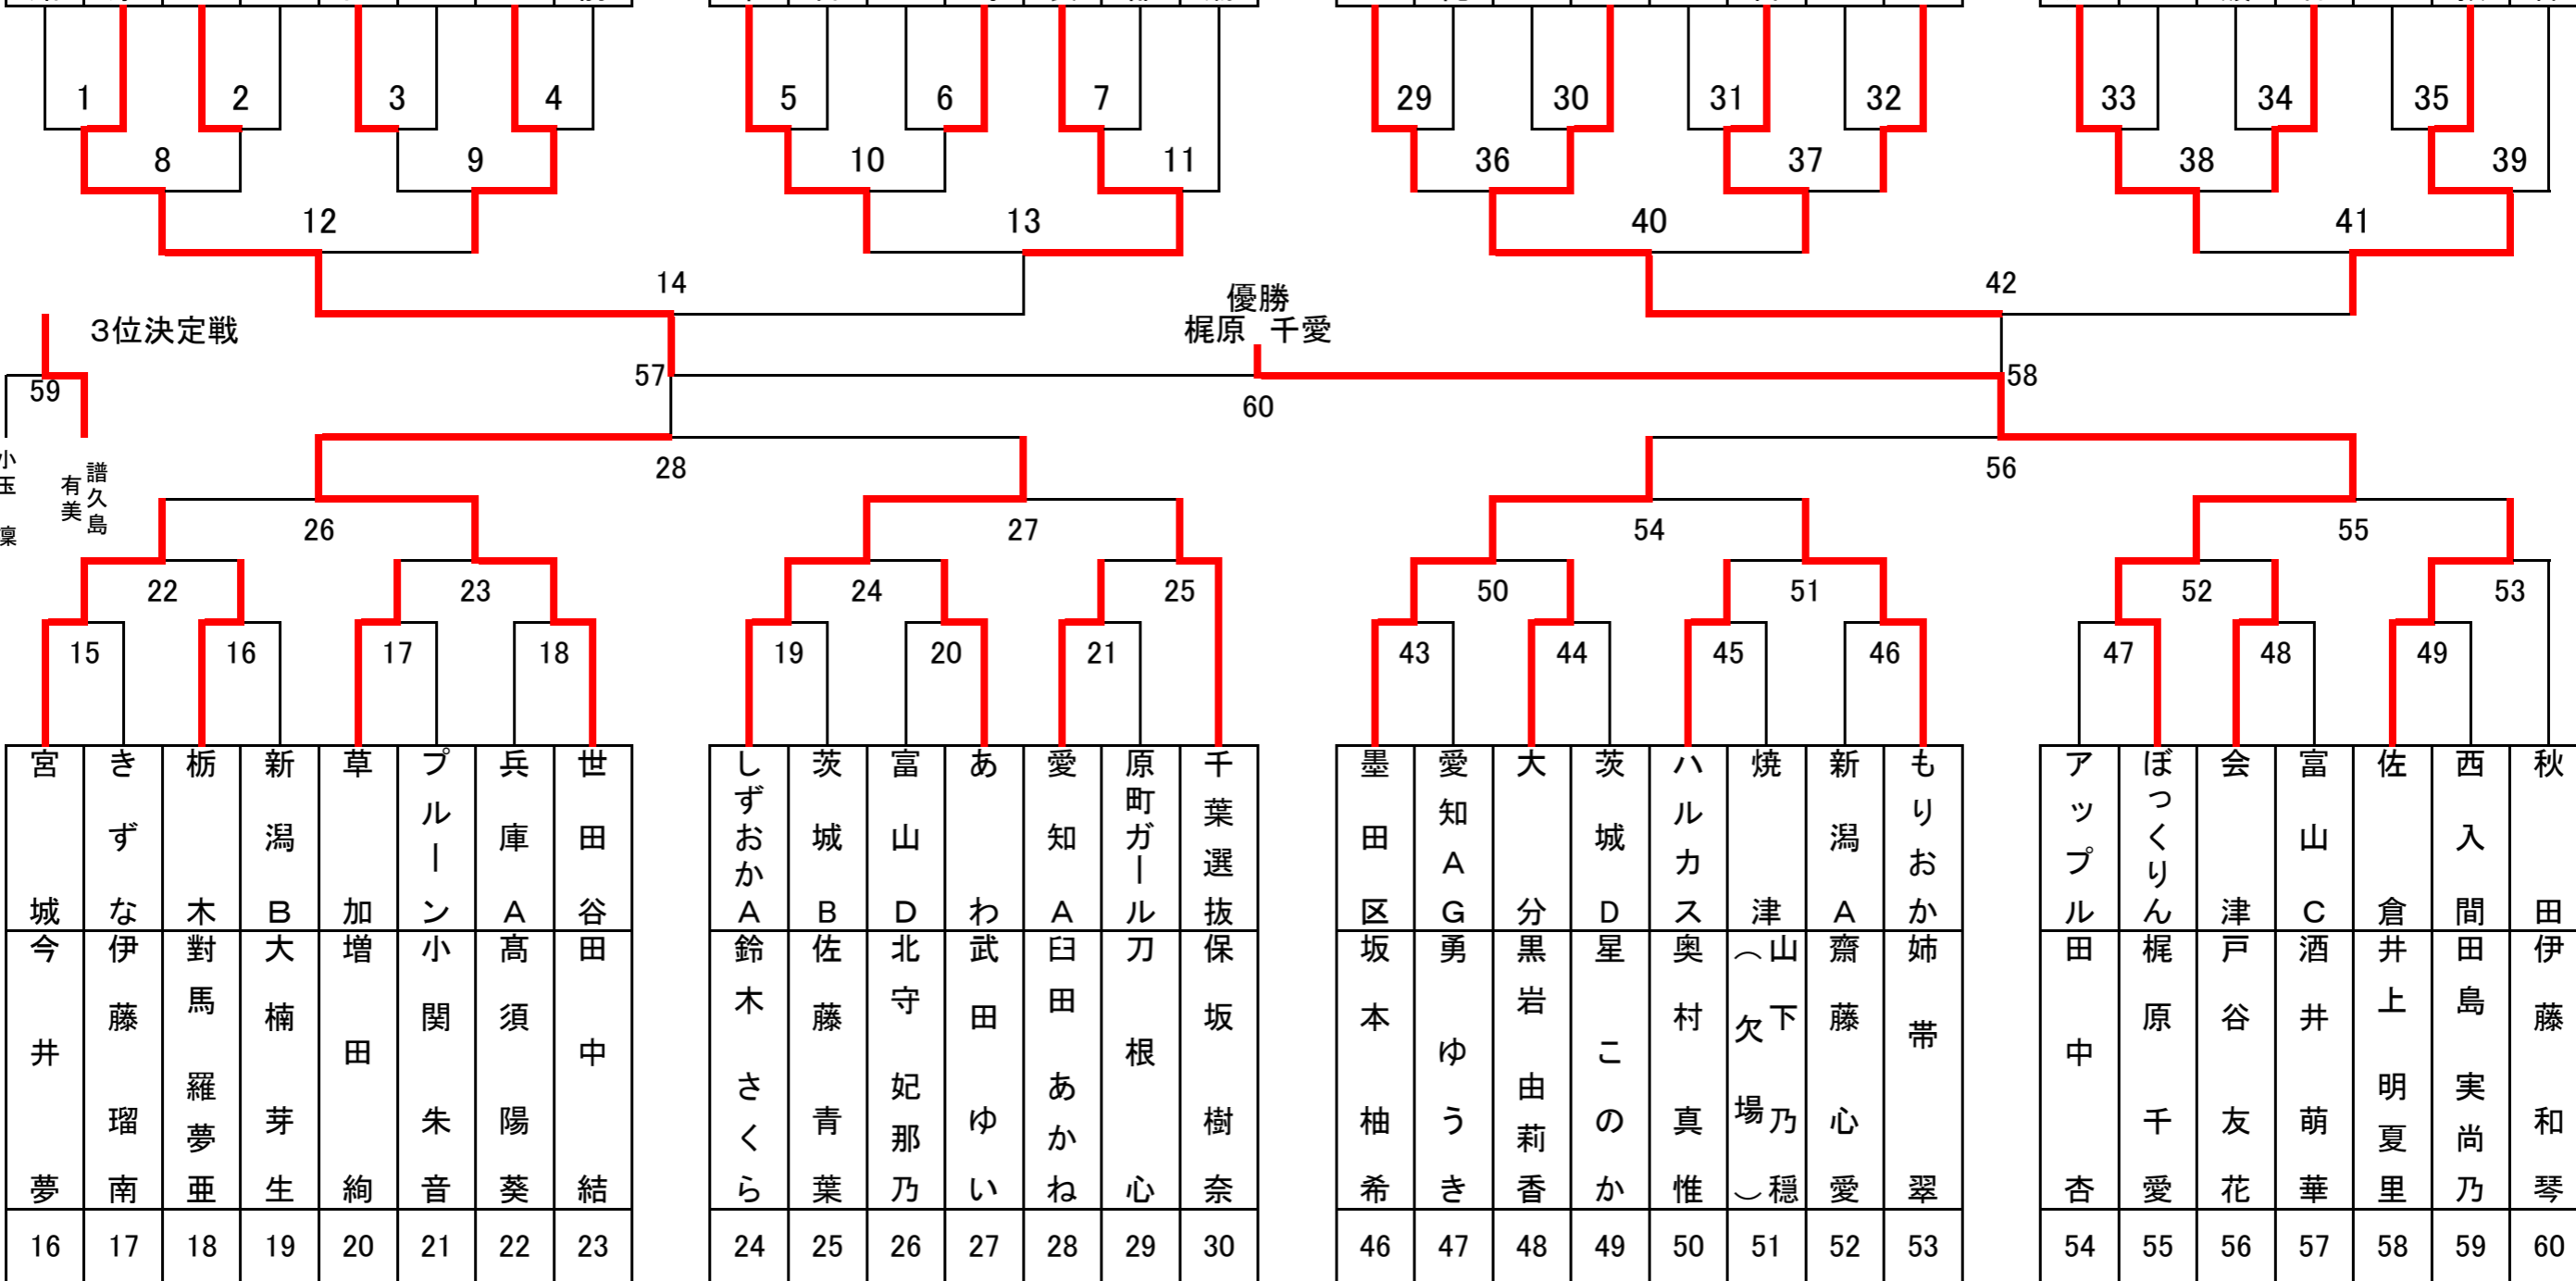 1 2 3 4 5 6 7 29 30 31 32 33 34 35
8 9 10 11 36 37 38 39
12 13 40 41
14 42
優勝
3位決定戦
梶原 千愛
57 58
59
60
小玉 凜
譜久島 有美
28 56
26 27 54 55
22 23 24 25 50 51 52 53
15 16 17 18 19 20 21 43 44 45 46 47 48 49
宮城
きずな
栃木
新潟B
草加
プルーン
兵庫A
世田谷
しずおかA
茨城B
富山D
あわ
愛知A
原町ガール
千葉選抜
墨田区
愛知AG
大分
茨城D
ハルカス
焼津
新潟A
もりおか
アップル
ぼっくりん
会津
富山C
佐倉
西入間
秋田
今井夢
伊藤瑠南
對馬羅夢亜
大楠芽生
増田絢
小関朱音
髙須陽葵
田中結
鈴木さくら
佐藤青葉
北守妃那乃
武田ゆい
臼田あかね
刀根心
保坂樹奈
坂本柚希
勇ゆうき
黒岩由莉香
星このか
奥村真惟
山下乃穏
（欠場）
齋藤心愛
姉帯翠
田中杏
梶原千愛
戸谷友花
酒井萌華
井上明夏里
田島実尚乃
伊藤和琴
16 17 18 19 20 21 22 23 24 25 26 27 28 29 30 46 47 48 49 50 51 52 53 54 55 56 57 58 59 60